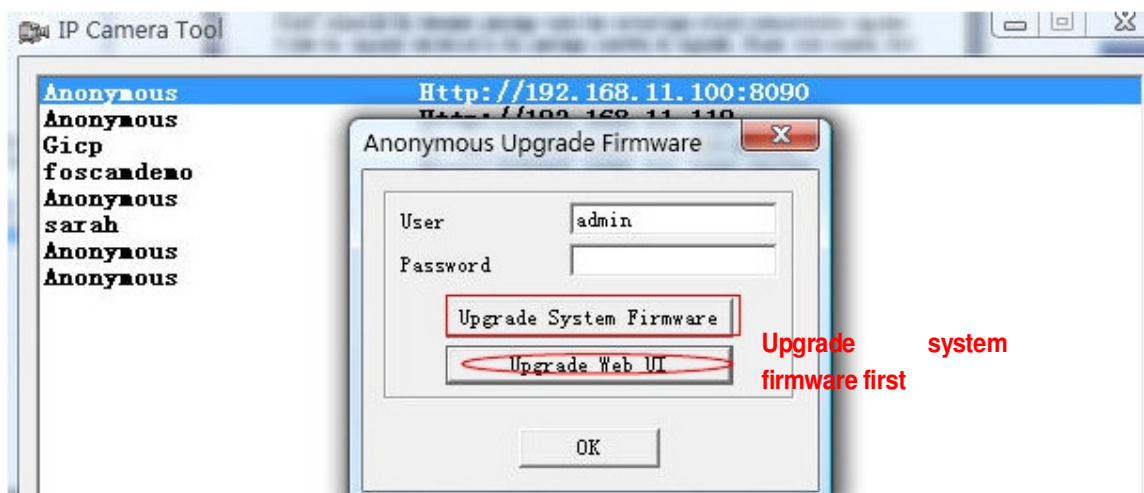 IP Camera Tool
Anonymous Http://192.168.11.100:8090
Anonymous
Gicp
foscamdemo
Anonymous
sarah
Anonymous
Anonymous
Anonymous Upgrade Firmware
User admin
Password
Upgrade System Firmware
Upgrade Web UI
OK
Upgrade system
firmware first